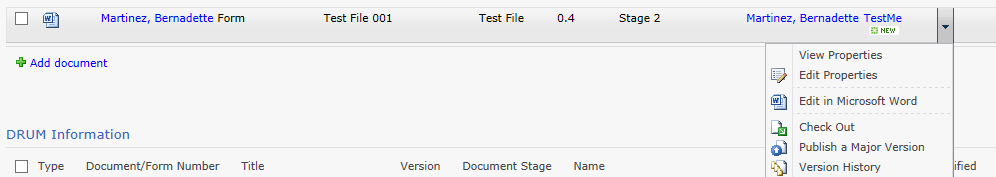 Martinez, Bernadette Form Test File 001 Test File 0.4 Stage 2 Martinez, Bernadette TestMe
NEW
View Properties
Add document
Edit Properties
Edit in Microsoft Word
Check Out
DRUM Information
Publish a Major Version
Type Document/Form Number Title Version Document Stage Name Version History ified